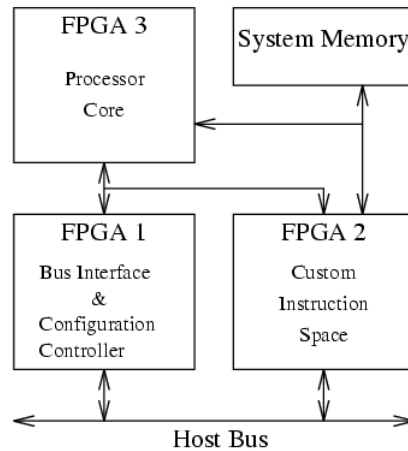 FPGA 3
Processor
Core
System Memory
FPGA 1
Bus Interface
&
Configuration
Controller
FPGA 2
Custom
Instruction
Space
Host Bus